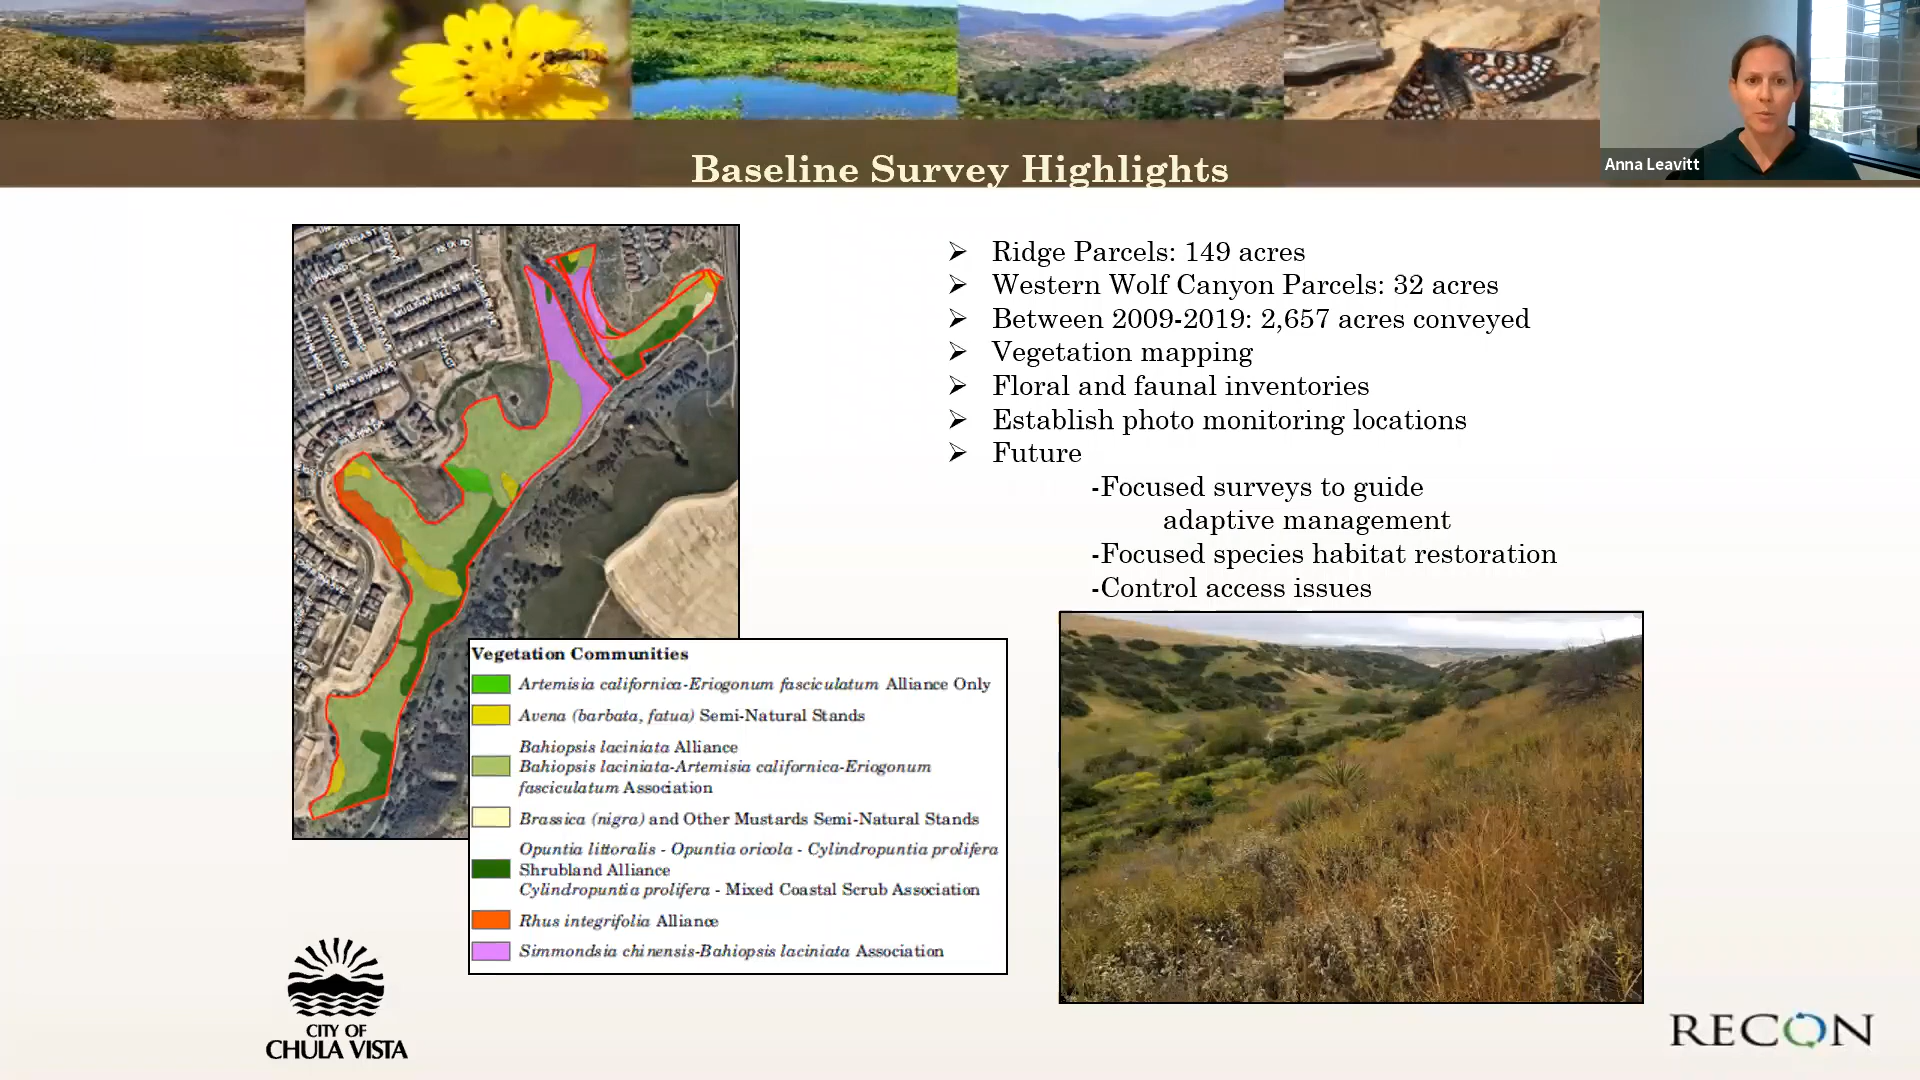 Baseline Survey Highlights
Anna Leavitt
Ridge Parcels: 149 acres
Western Wolf Canyon Parcels: 32 acres
Between 2009-2019: 2,657 acres conveyed
Vegetation mapping
Floral and faunal inventories
Establish photo monitoring locations
Future
-Focused surveys to guide
adaptive management
-Focused species habitat restoration
-Control access issues
Vegetation Communities
Artemisia californica-Eriogonum fasciculatum Alliance Only
Avena (barbata, fatua) Semi-Natural Stands
Bahiopsis laciniata Alliance
Bahiopsis laciniata-Artemisia californica-Eriogonum
fasciculatum Association
Brassica (nigra) and Other Mustards Semi-Natural Stands
Opuntia littoralis - Opuntia oricola - Cylindropuntia prolifera
Shrubland Alliance
Cylindropuntia prolifera - Mixed Coastal Scrub Association
Rhus integrifolia Alliance
Simmondsia chinensis-Bahiopsis laciniata Association
CITY OF
CHULA VISTA
RECON